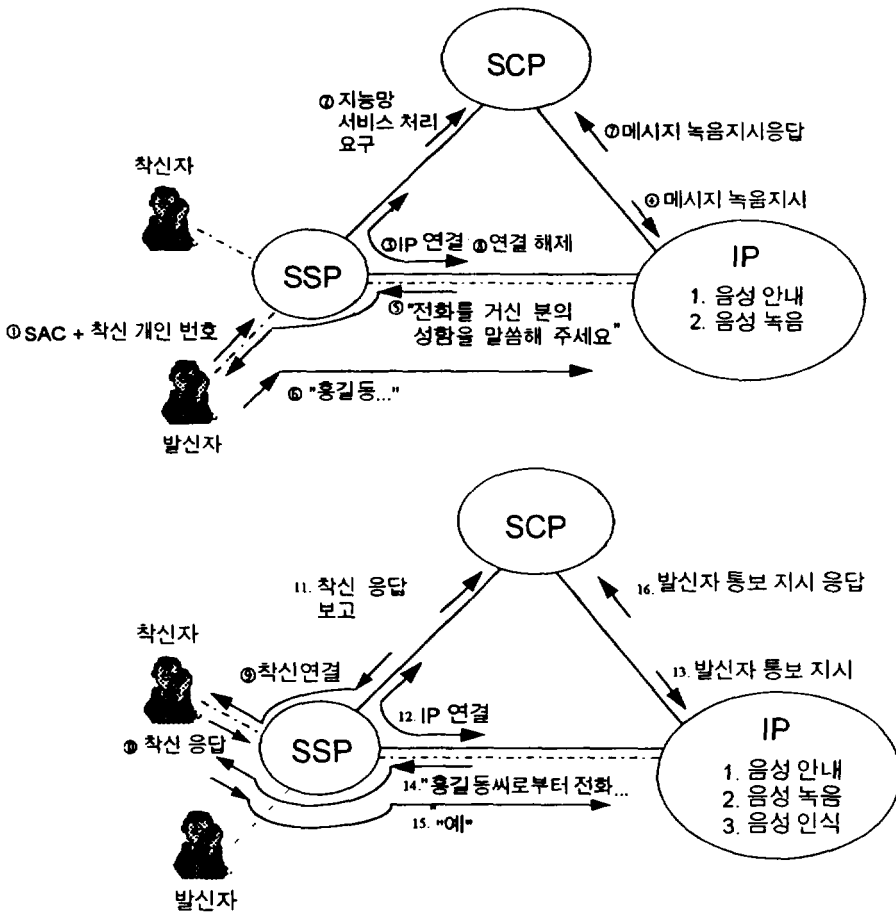 SCP
② 지능망
서비스 처리
요구
⑦ 메시지 녹음지시응답
착신자
④ 메시지 녹음지시
③ IP 연결 ⑧ 연결 해제
SSP
IP
1. 음성 안내
2. 음성 녹음
① SAC + 착신 개인 번호
⑤ "전화를 거신 분의
성함을 말씀해 주세요"
⑥ "홍길동..."
발신자
SCP
11. 착신 응답
보고
16. 발신자 통보 지시 응답
착신자
⑨ 착신연결
13. 발신자 통보 지시
12. IP 연결
IP
⑩ 착신 응답
SSP
1. 음성 안내
2. 음성 녹음
3. 음성 인식
14. "홍길동씨로부터 전화...
"
15. "예"
발신자